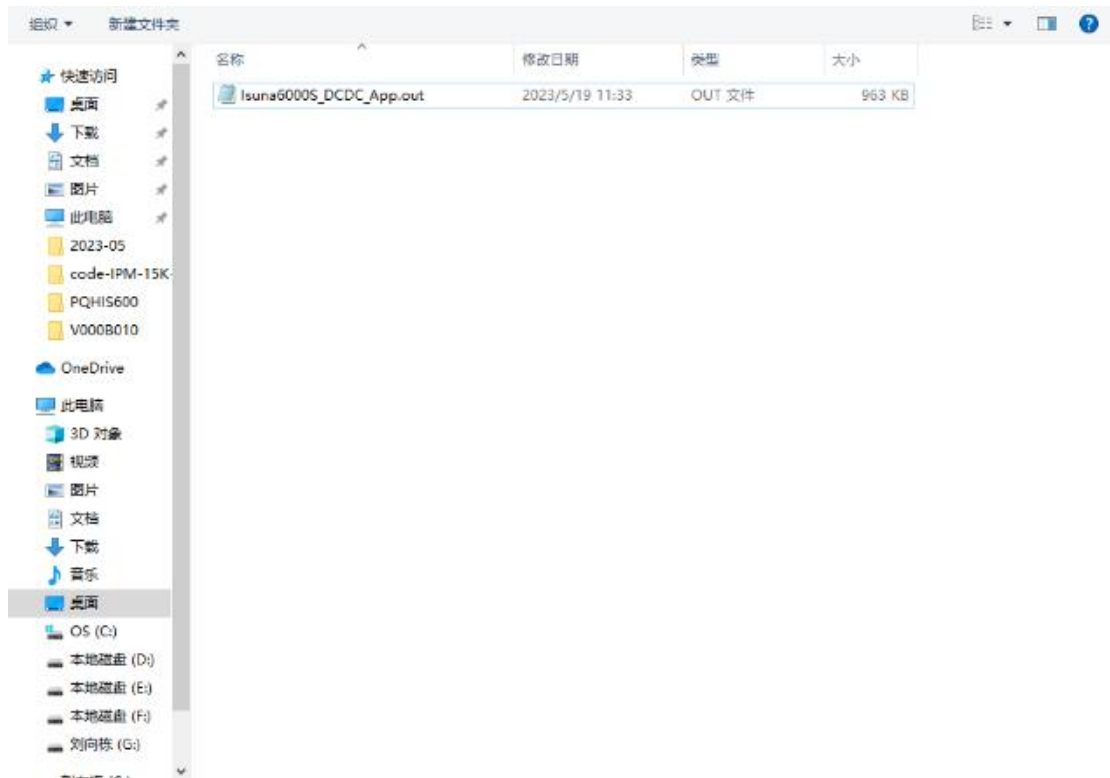 组织 新建文件夹
名称 修改日期 类型 大小
Isuna6000S_DCDC_App.out 2023/5/19 11:33 OUT 文件 963 KB
快速访问
桌面
下载
文档
图片
此电脑
2023-05
code-IPM-15K-
PQHIS600
V000B010
OneDrive
此电脑
3D 对象
视频
图片
文档
下载
音乐
桌面
OS (C:)
本地磁盘 (D:)
本地磁盘 (E:)
本地磁盘 (F:)
刘向栋 (G:)